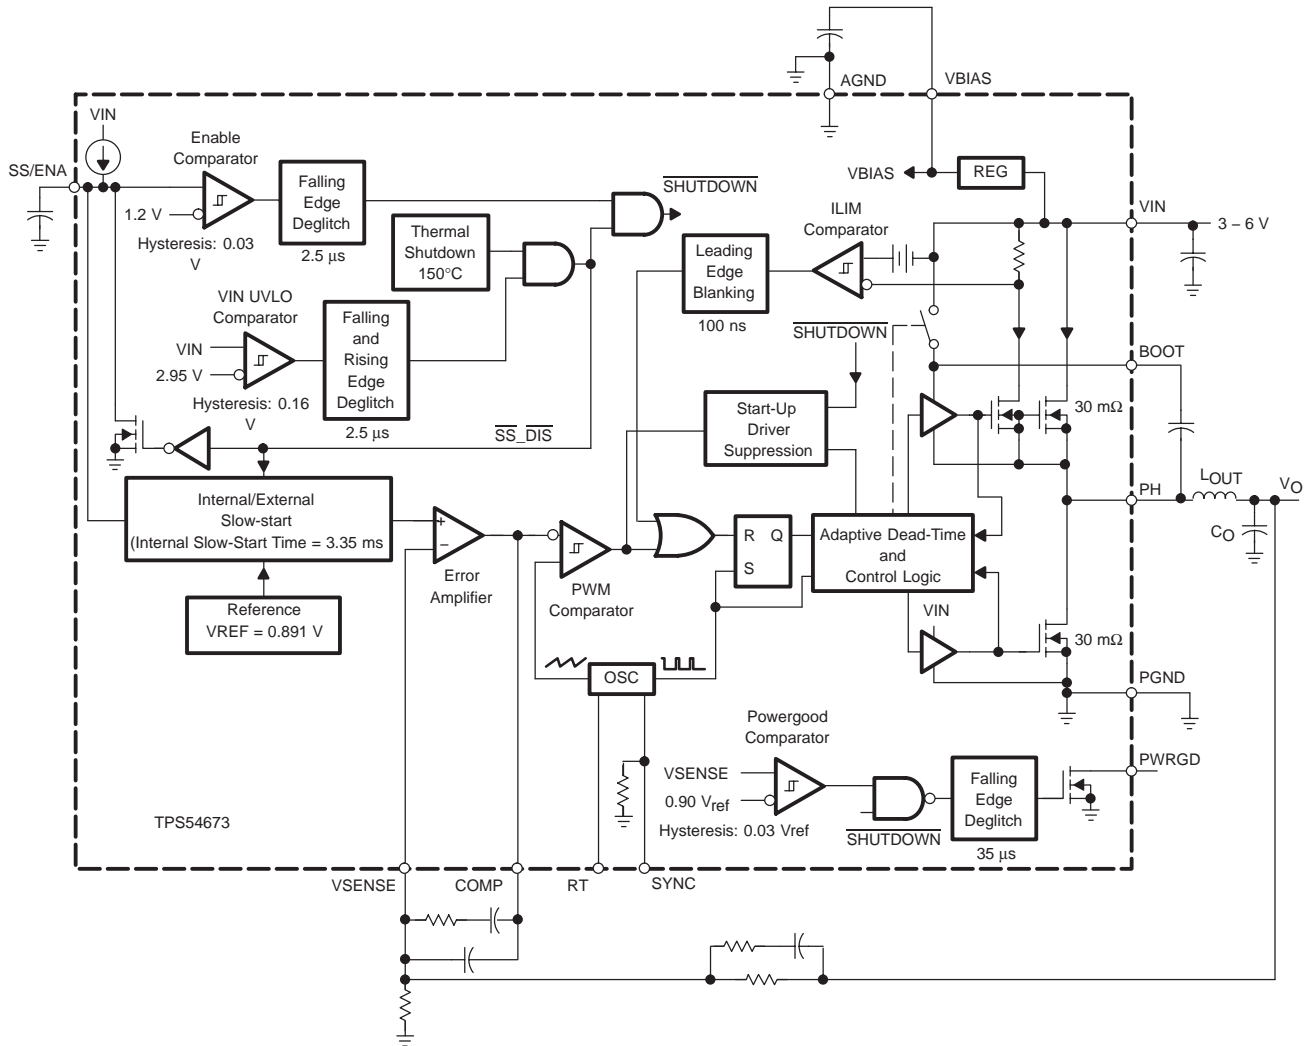 AGND
VBIAS
VIN
Enable
Comparator
SS/ENA
1.2 V
Hysteresis: 0.03
V
Falling
Edge
Deglitch
2.5 μs
SHUTDOWN
VBIAS
REG
VIN
3 – 6 V
ILIM
Comparator
Thermal
Shutdown
150°C
Leading
Edge
Blanking
100 ns
VIN UVLO
Comparator
VIN
2.95 V
Hysteresis: 0.16
V
Falling
and
Rising
Edge
Deglitch
2.5 μs
SHUTDOWN
BOOT
SS_DIS
Start-Up
Driver
Suppression
30 mΩ
Internal/External
Slow-start
(Internal Slow-Start Time = 3.35 ms
PH
LOUT
VO
CO
+
−
Error
Amplifier
PWM
Comparator
R
Q
S
Adaptive Dead-Time
and
Control Logic
Reference
VREF = 0.891 V
VIN
30 mΩ
OSC
PGND
Powergood
Comparator
VSENSE
0.90 Vref
Hysteresis: 0.03 Vref
SHUTDOWN
Falling
Edge
Deglitch
35 μs
PWRGD
TPS54673
VSENSE
COMP
RT
SYNC